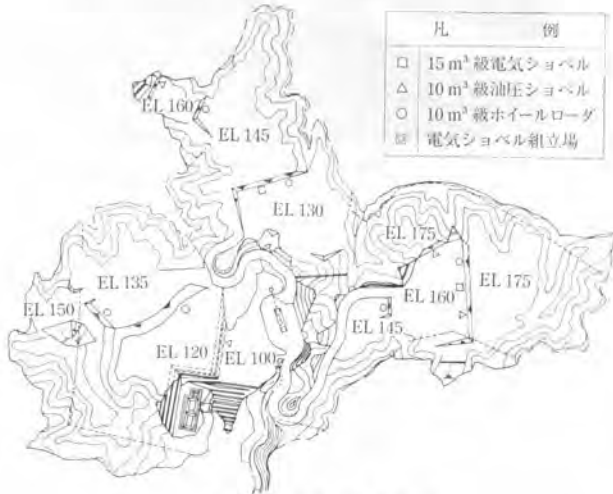 凡 例
□ 15 m³ 級電気ショベル
△ 10 m³ 級油圧ショベル
○ 10 m³ 級ホイールローダ
電気ショベル組立場
EL 160
EL 145
EL 130
EL 175
EL 175
EL 135
EL 160
EL 150
EL 145
EL 120
EL 100